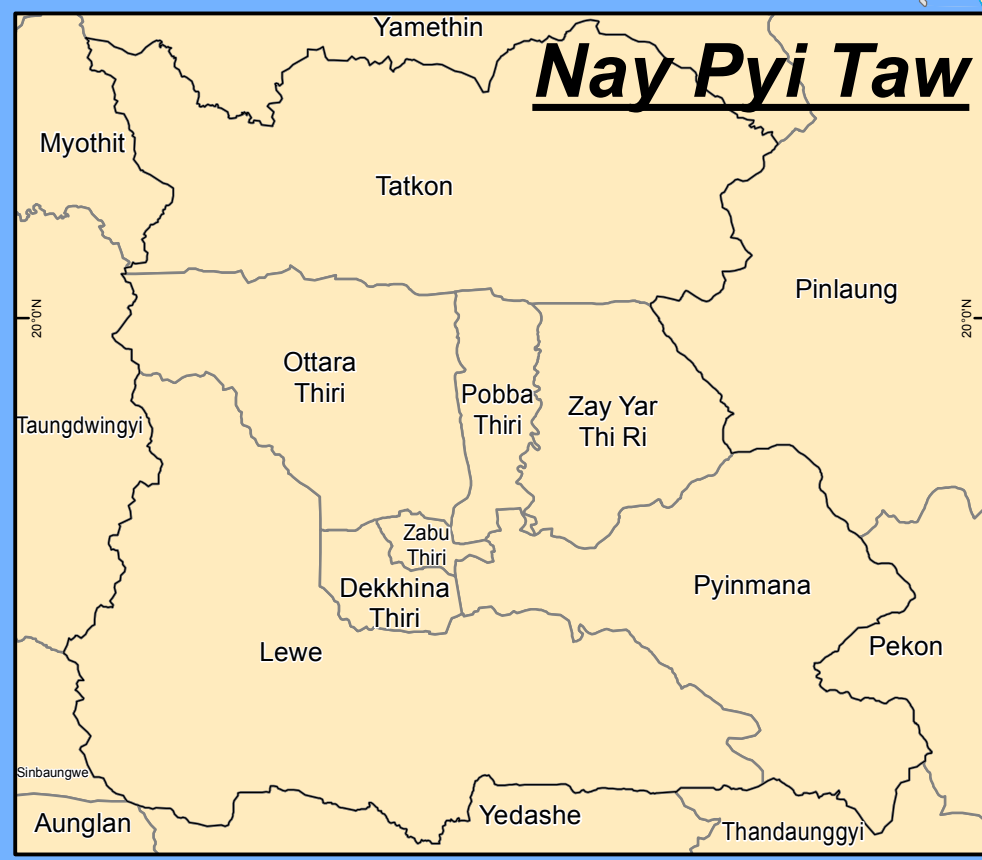 Yamethin
Nay Pyi Taw
Myothit
Tatkon
Pinlaung
20°0'N
20°0'N
Ottara
Thiri
Pobba
Thiri
Zay Yar
Thi Ri
Taungdwingyi
Zabu
Thiri
Dekkhina
Thiri
Pyinmana
Lewe
Pekon
Sinbaungwe
Aunglan
Yedashe
Thandaunggyi